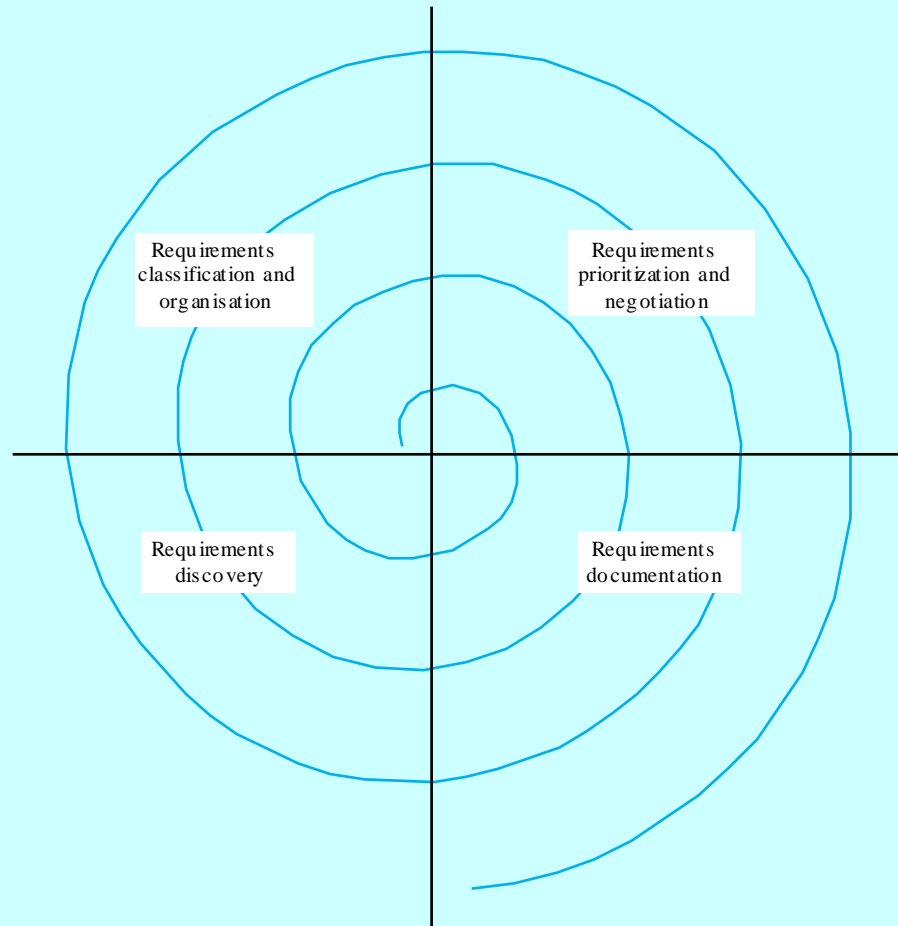 Requirements
classification and
organisation
Requirements
prioritization and
negotiation
Requirements
discovery
Requirements
documentation